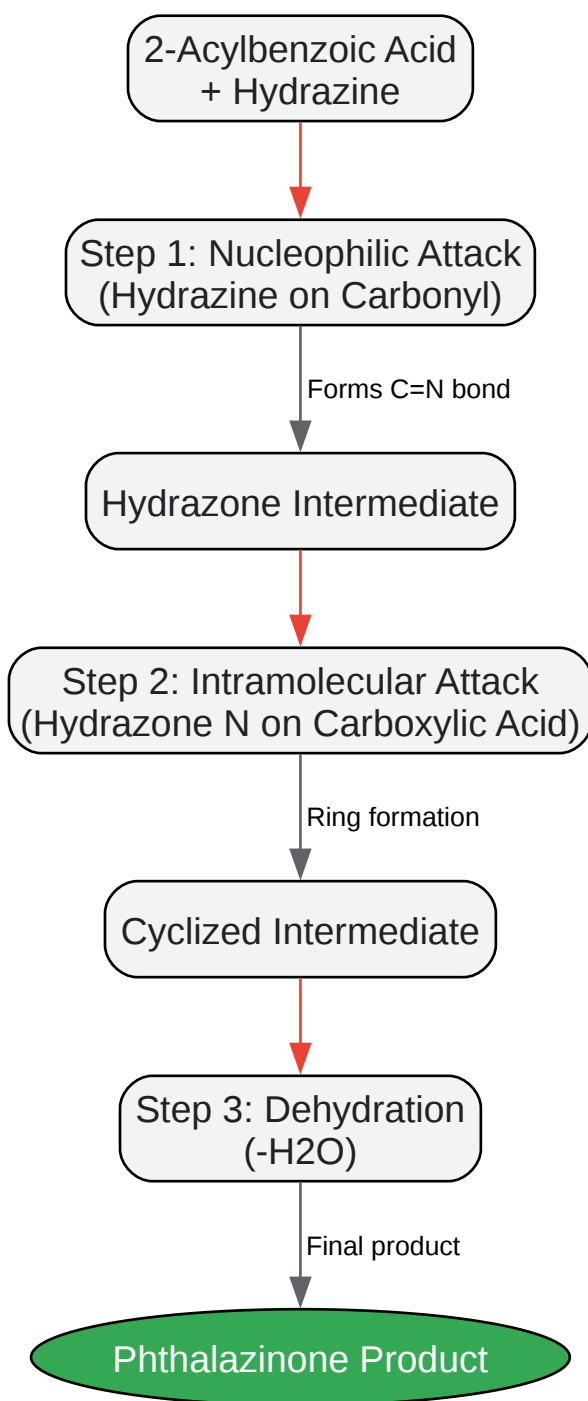 2-Acylbenzoic Acid
+ Hydrazine
Step 1: Nucleophilic Attack
(Hydrazine on Carbonyl)
Forms C=N bond
Hydrazone Intermediate
Step 2: Intramolecular Attack
(Hydrazone N on Carboxylic Acid)
Ring formation
Cyclized Intermediate
Step 3: Dehydration
(-H2O)
Final product
Phthalazinone Product